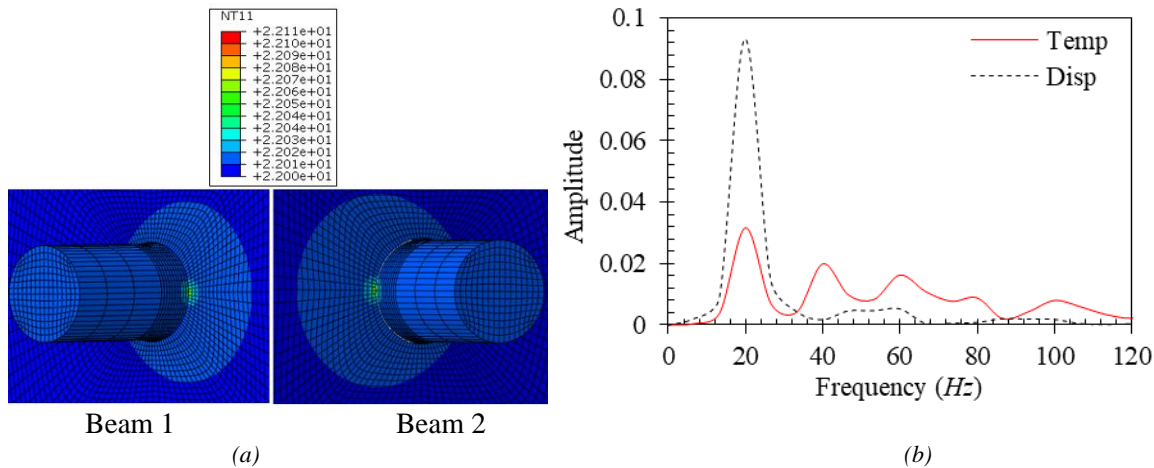 NT11
+2.211e+01
+2.210e+01
+2.209e+01
+2.208e+01
+2.207e+01
+2.206e+01
+2.205e+01
+2.204e+01
+2.204e+01
+2.203e+01
+2.202e+01
+2.201e+01
+2.200e+01
Beam 1
Beam 2
(a)
0.1
0.08
0.06
0.04
0.02
0
Amplitude
Temp
Disp
0 20 40 60 80 100 120
Frequency (Hz)
(b)